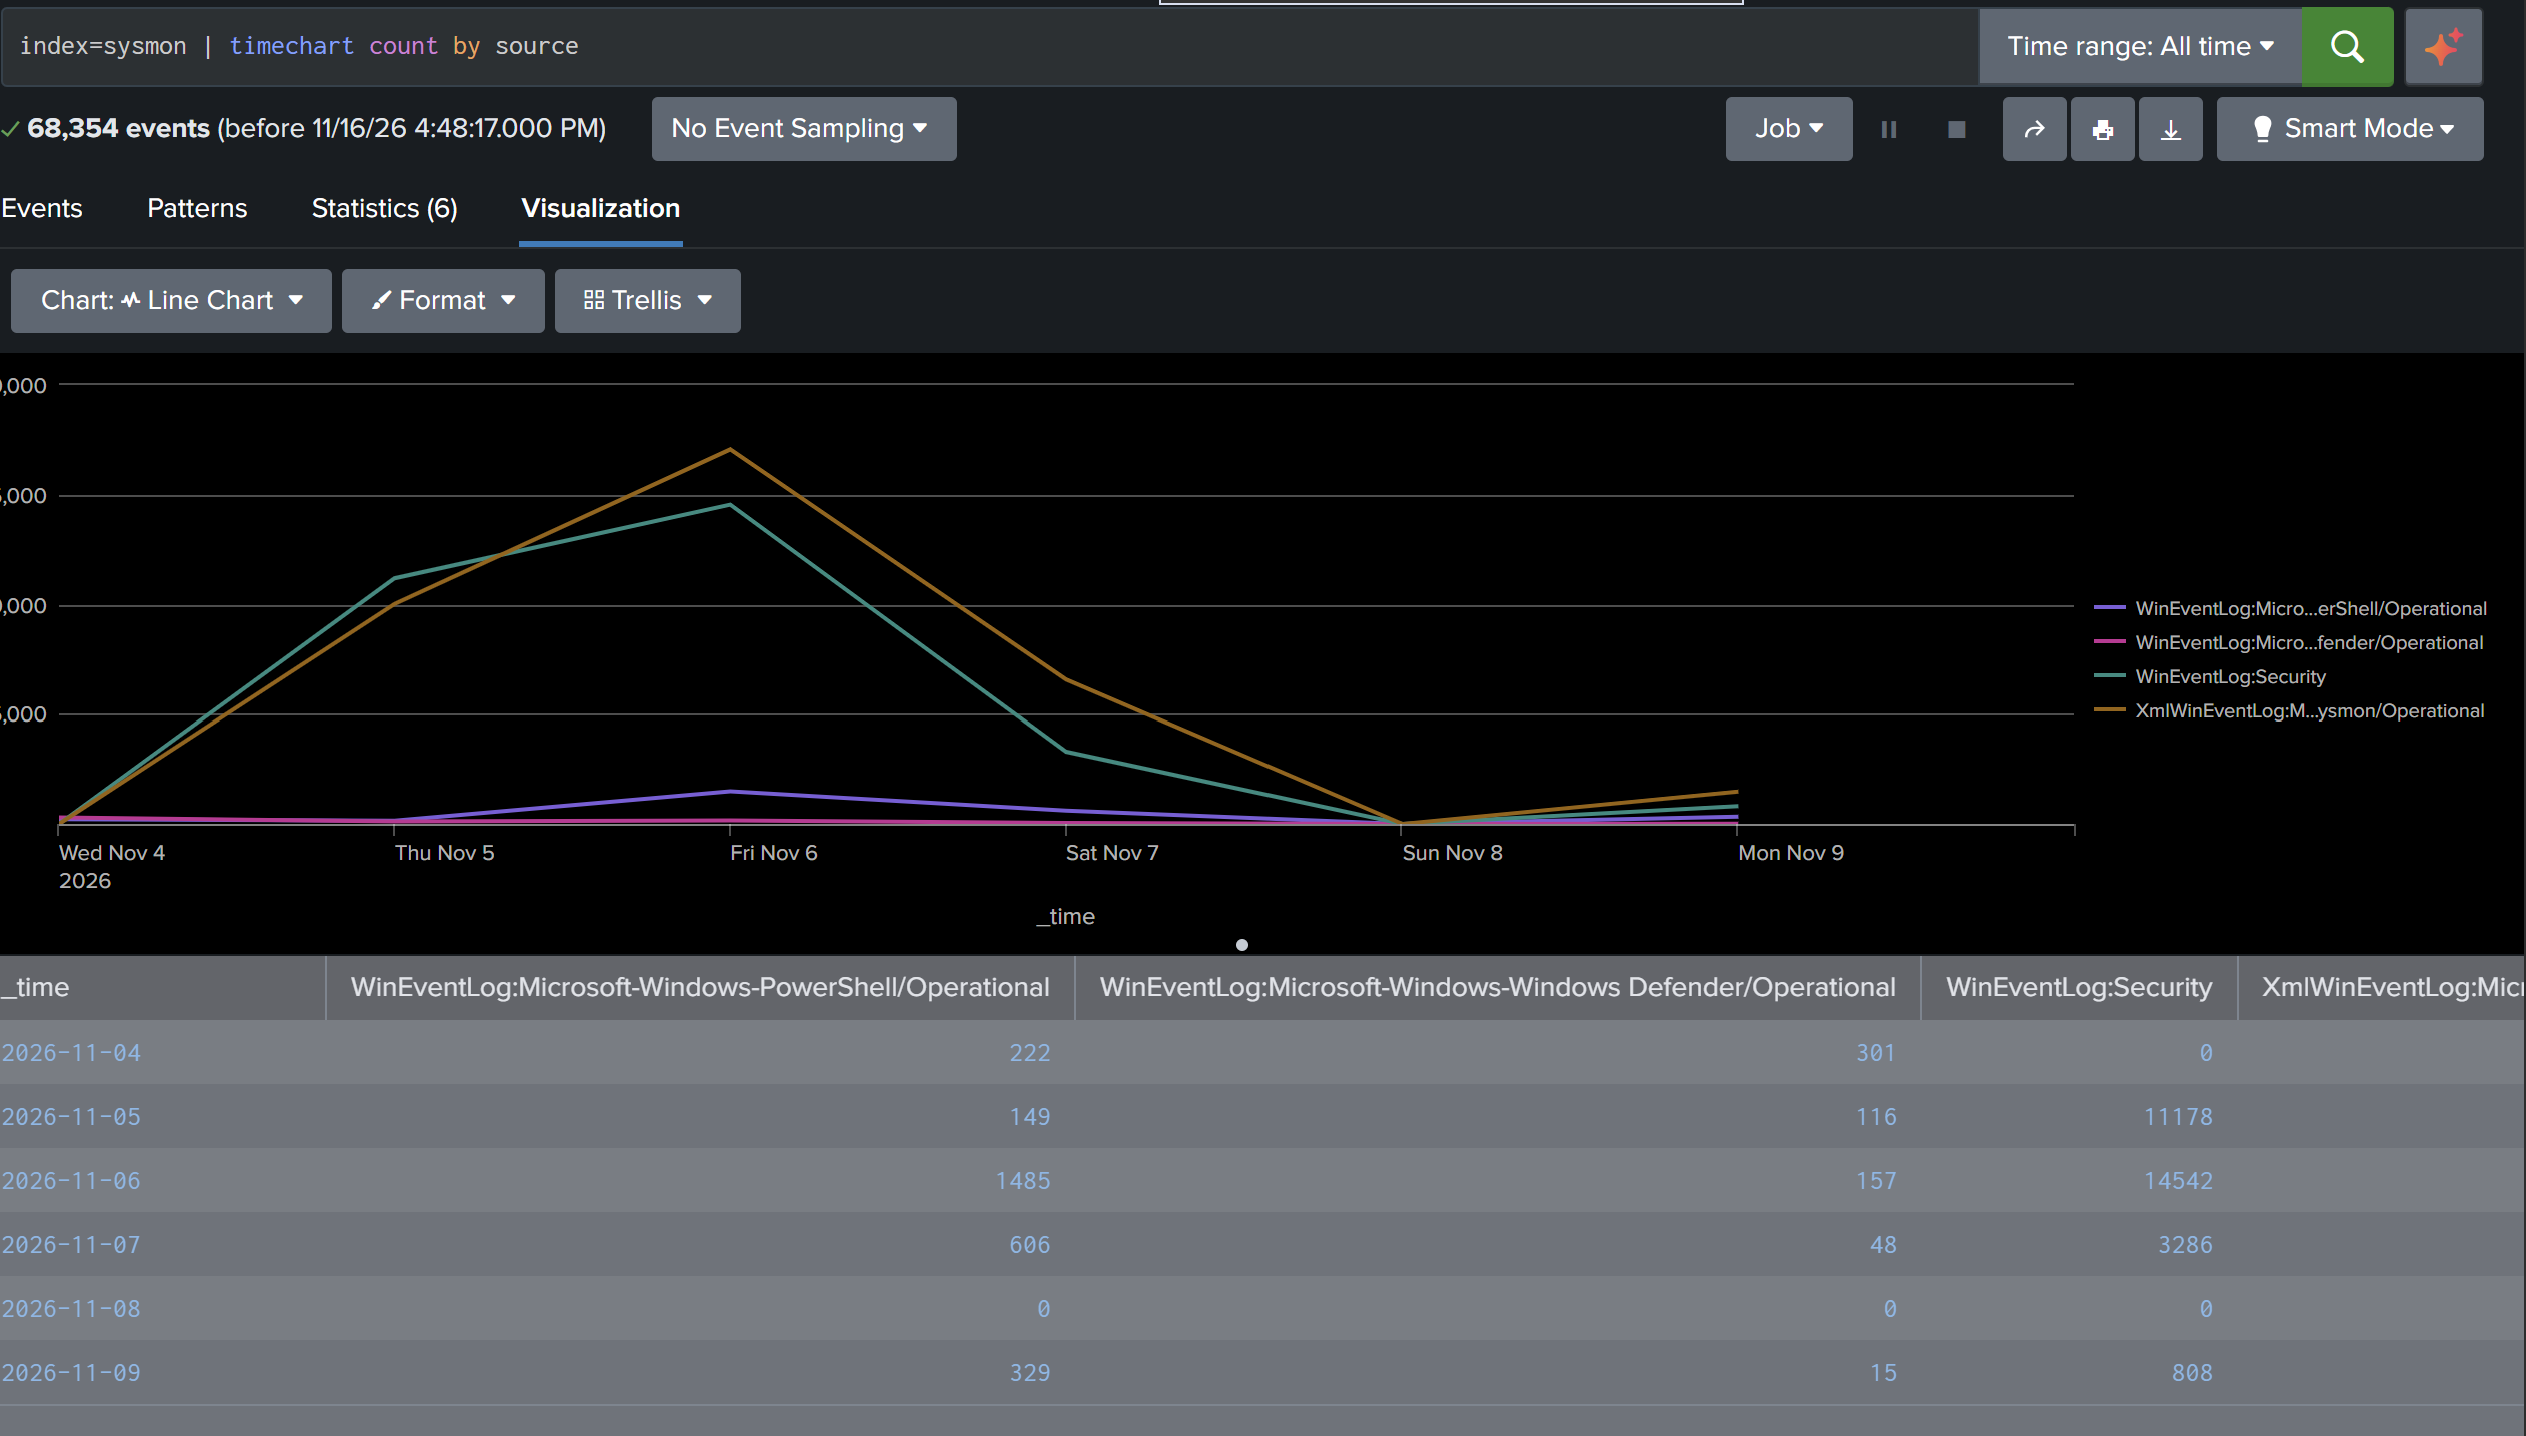 index=sysmon | timechart count by source
Time range: All time
68,354 events (before 11/16/26 4:48:17.000 PM)
No Event Sampling
Job
Smart Mode
Events
Patterns
Statistics (6)
Visualization
Chart: Line Chart
Format
Trellis
,000
,000
,000
,000
WinEventLog:Micro...erShell/Operational
WinEventLog:Micro...fender/Operational
WinEventLog:Security
XmlWinEventLog:M...ysmon/Operational
Wed Nov 4
2026
Thu Nov 5
Fri Nov 6
Sat Nov 7
Sun Nov 8
Mon Nov 9
_time
_time WinEventLog:Microsoft-Windows-PowerShell/Operational WinEventLog:Microsoft-Windows-Windows Defender/Operational WinEventLog:Security XmlWinEventLog:Micr
2026-11-04 222 301 0
2026-11-05 149 116 11178
2026-11-06 1485 157 14542
2026-11-07 606 48 3286
2026-11-08 0 0 0
2026-11-09 329 15 808